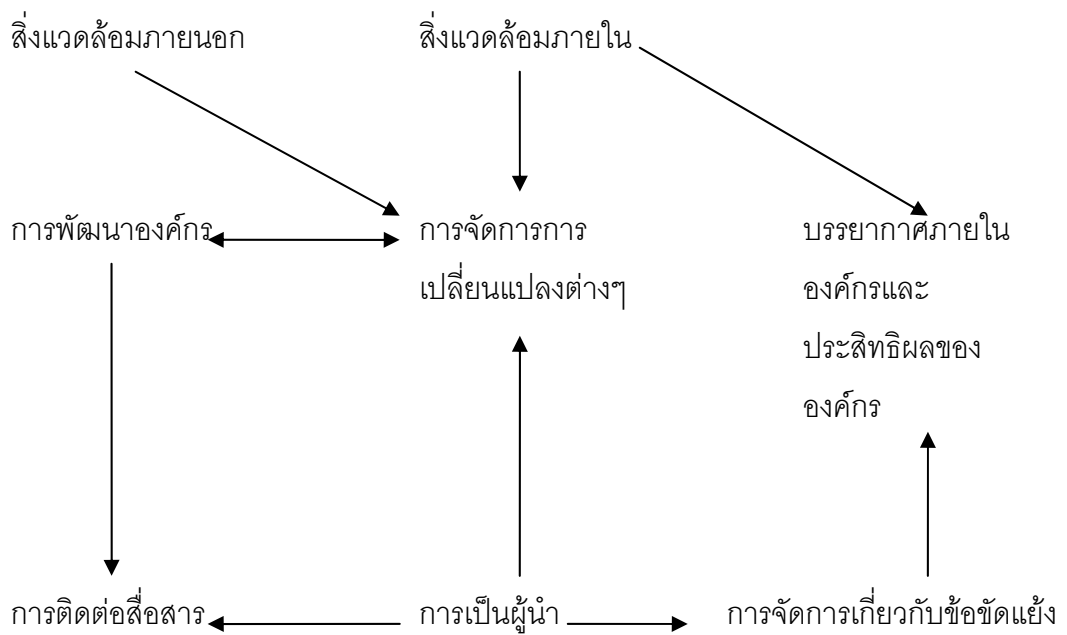 สิ่งแวดล้อมภายนอก
สิ่งแวดล้อมภายใน
การพัฒนาองค์กร
การจัดการการ
เปลี่ยนแปลงต่างๆ
บรรยากาศภายใน
องค์กรและ
ประสิทธิผลของ
องค์กร
การติดต่อสื่อสาร
การเป็นผู้นำ
การจัดการเกี่ยวกับข้อขัดแย้ง